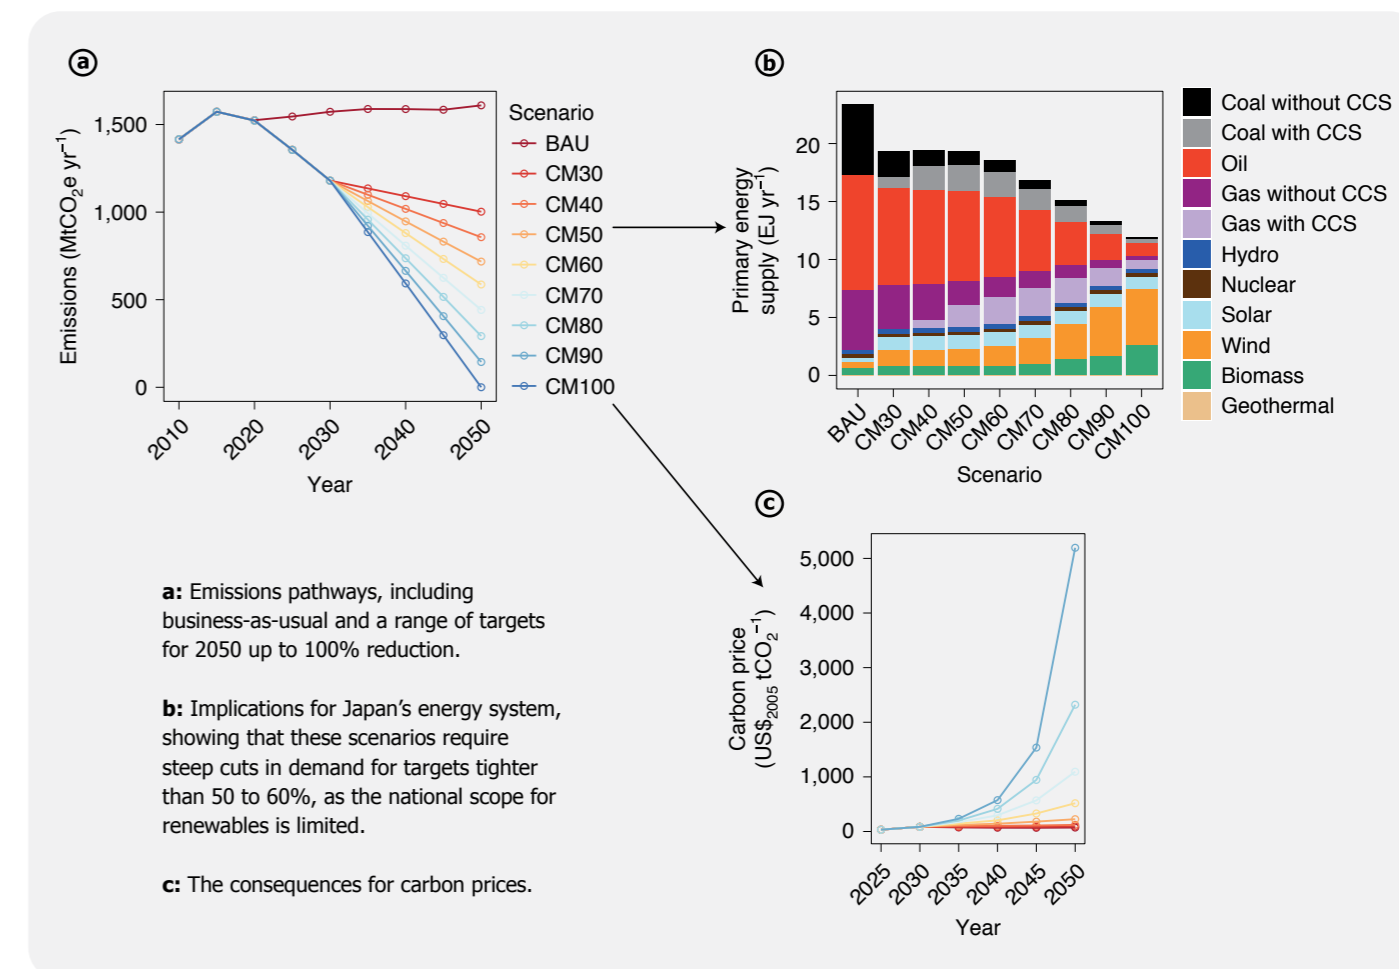 a
Emissions (MtCO₂e yr⁻¹)
1,500
1,000
500
0
2010
2020
2030
2040
2050
Year
Scenario
BAU
CM30
CM40
CM50
CM60
CM70
CM80
CM90
CM100
b
Primary energy
supply (EJ yr⁻¹)
20
15
10
5
0
BAU
CM30
CM40
CM50
CM60
CM70
CM80
CM90
CM100
Scenario
Coal without CCS
Coal with CCS
Oil
Gas without CCS
Gas with CCS
Hydro
Nuclear
Solar
Wind
Biomass
Geothermal
c
Carbon price
(US$₂₀₀₅ tCO₂⁻¹)
5,000
4,000
3,000
2,000
1,000
0
2025
2030
2035
2040
2045
2050
Year
a: Emissions pathways, including
business-as-usual and a range of targets
for 2050 up to 100% reduction.
b: Implications for Japan’s energy system,
showing that these scenarios require
steep cuts in demand for targets tighter
than 50 to 60%, as the national scope for
renewables is limited.
c: The consequences for carbon prices.